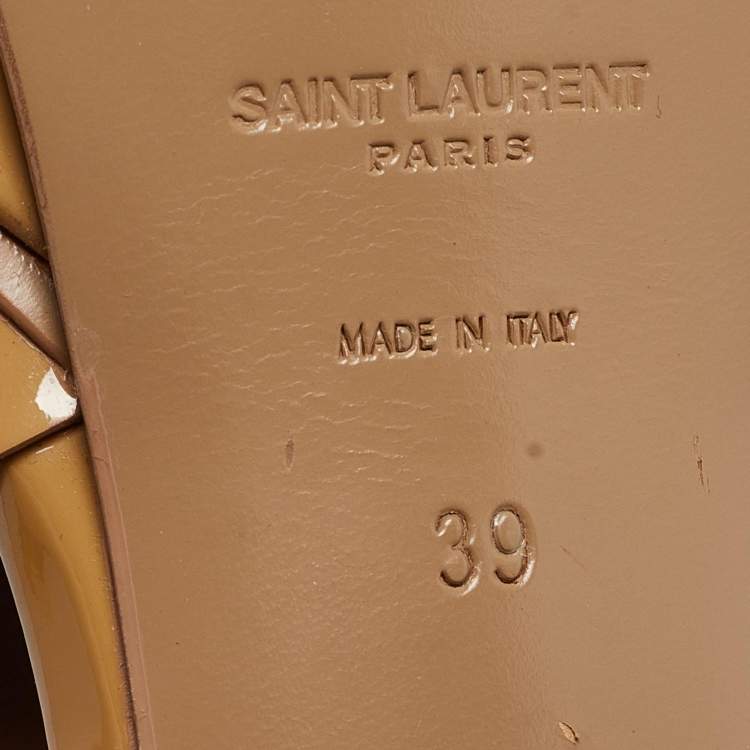 SAINT LAURENT
PARIS
MADE IN ITALY
39